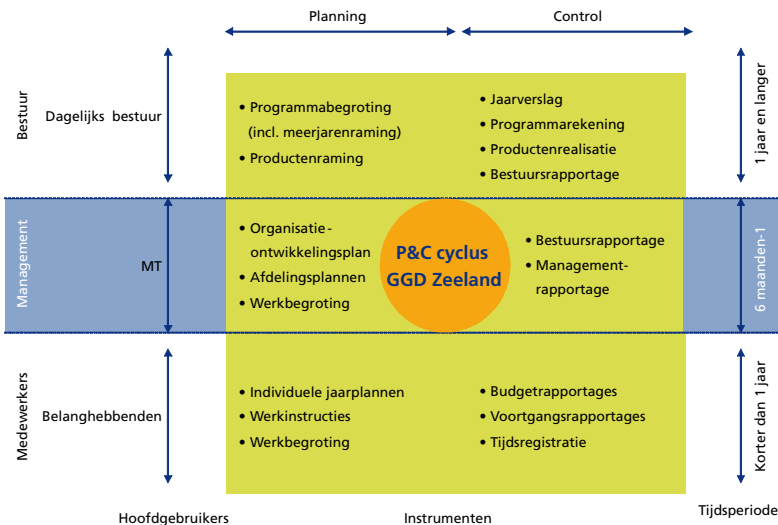 Planning
Control
Bestuur
Dagelijks bestuur
• Programmabegroting
(incl. meerjarenraming)
• Productenraming
• Jaarverslag
• Programmarekening
• Productenrealisatie
• Bestuursrapportage
1 jaar en langer
Management
MT
• Organisatie-
ontwikkelingsplan
• Afdelingsplannen
• Werkbegroting
P&C cyclus
GGD Zeeland
• Bestuursrapportage
• Management-
rapportage
6 maanden-1
Medewerkers
Belanghebbenden
• Individuele jaarplannen
• Werkinstructies
• Werkbegroting
• Budgetrapportages
• Voortgangsrapportages
• Tijdsregistratie
Korter dan 1 jaar
Hoofdgebruikers
Instrumenten
Tijdsperiode